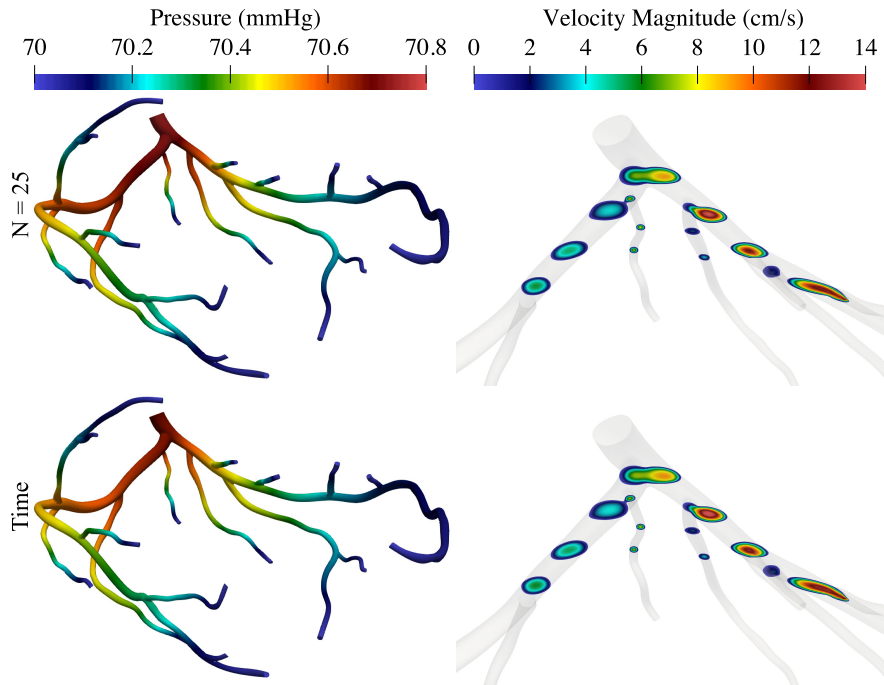 Pressure (mmHg)
70 70.2 70.4 70.6 70.8
Velocity Magnitude (cm/s)
0 2 4 6 8 10 12 14
N = 25
Time